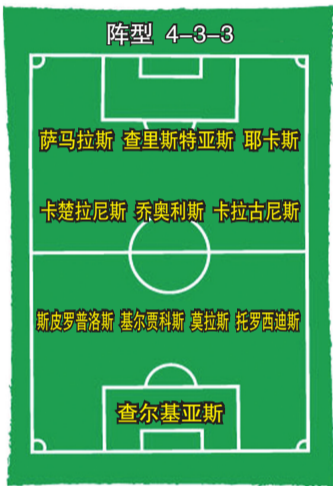 阵型 4-3-3
萨马拉斯 查里斯特亚斯 耶卡斯
卡楚拉尼斯 乔奥利斯 卡拉古尼斯
斯皮罗普洛斯 基尔贾科斯 莫拉斯 托罗西迪斯
查尔基亚斯